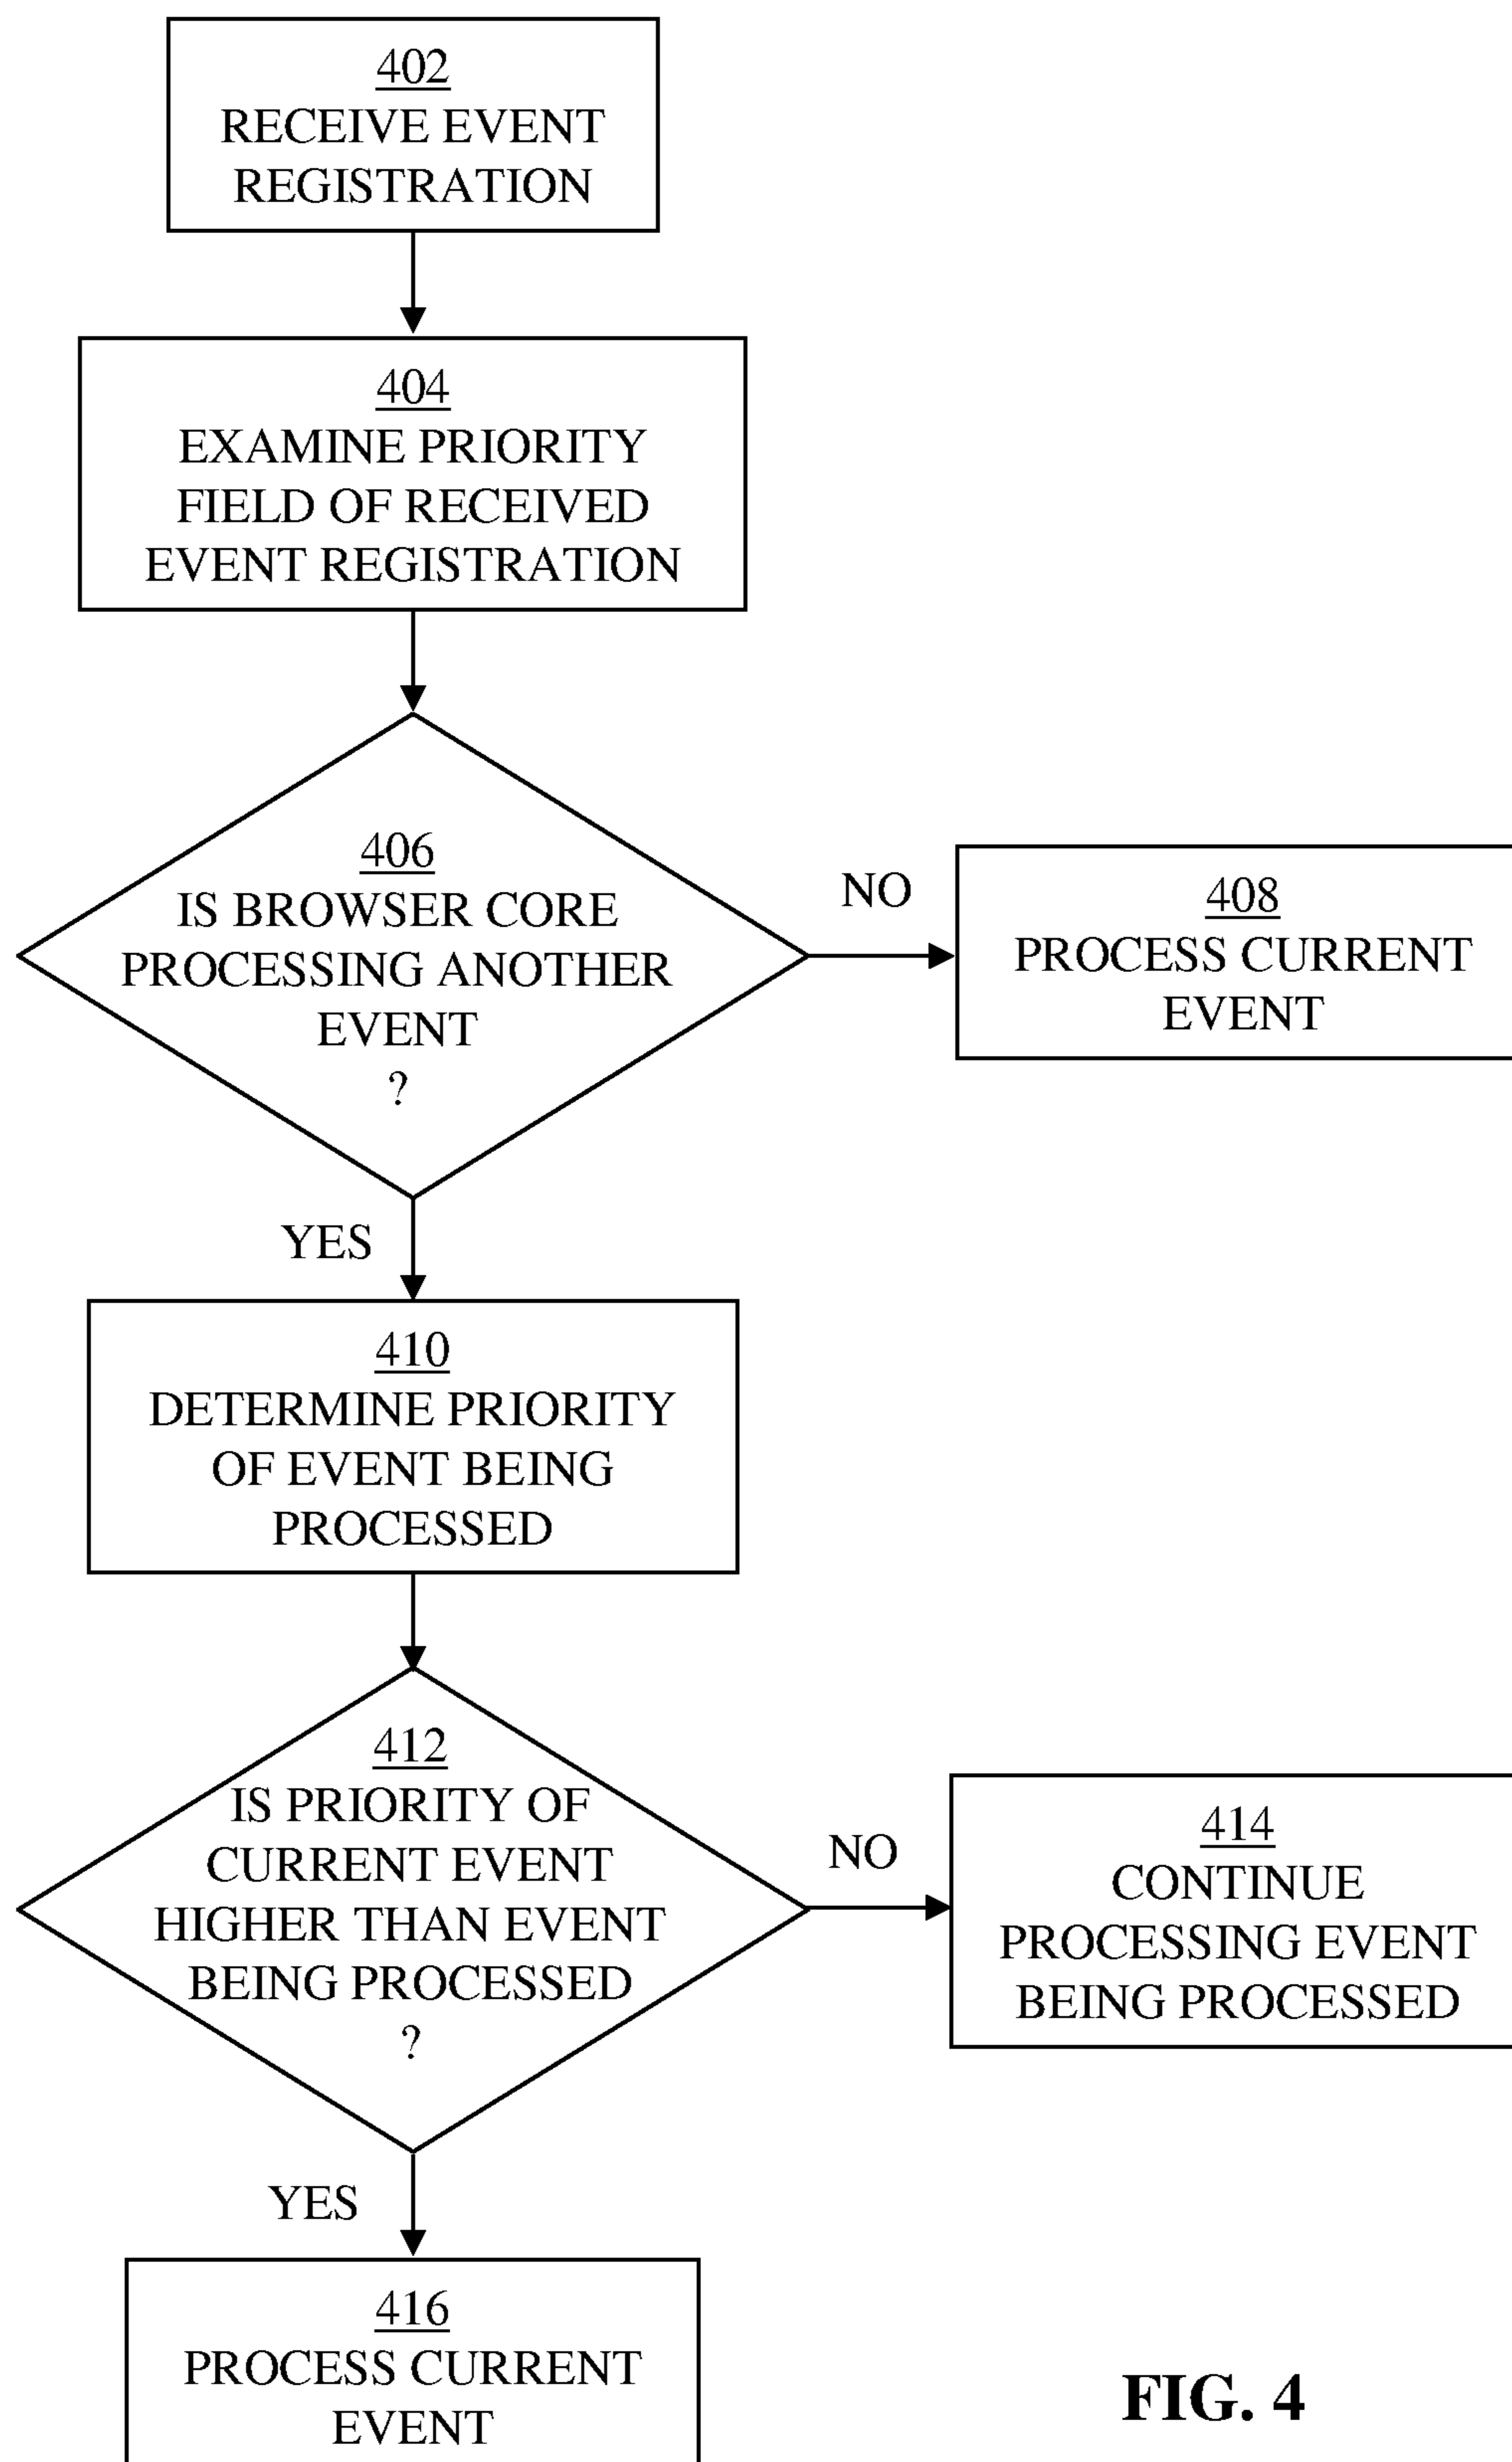 402
RECEIVE EVENT
REGISTRATION
404
EXAMINE PRIORITY
FIELD OF RECEIVED
EVENT REGISTRATION
406
IS BROWSER CORE
PROCESSING ANOTHER
EVENT
?
NO
408
PROCESS CURRENT
EVENT
YES
410
DETERMINE PRIORITY
OF EVENT BEING
PROCESSED
412
IS PRIORITY OF
CURRENT EVENT
HIGHER THAN EVENT
BEING PROCESSED
?
NO
414
CONTINUE
PROCESSING EVENT
BEING PROCESSED
YES
416
PROCESS CURRENT
EVENT
FIG. 4